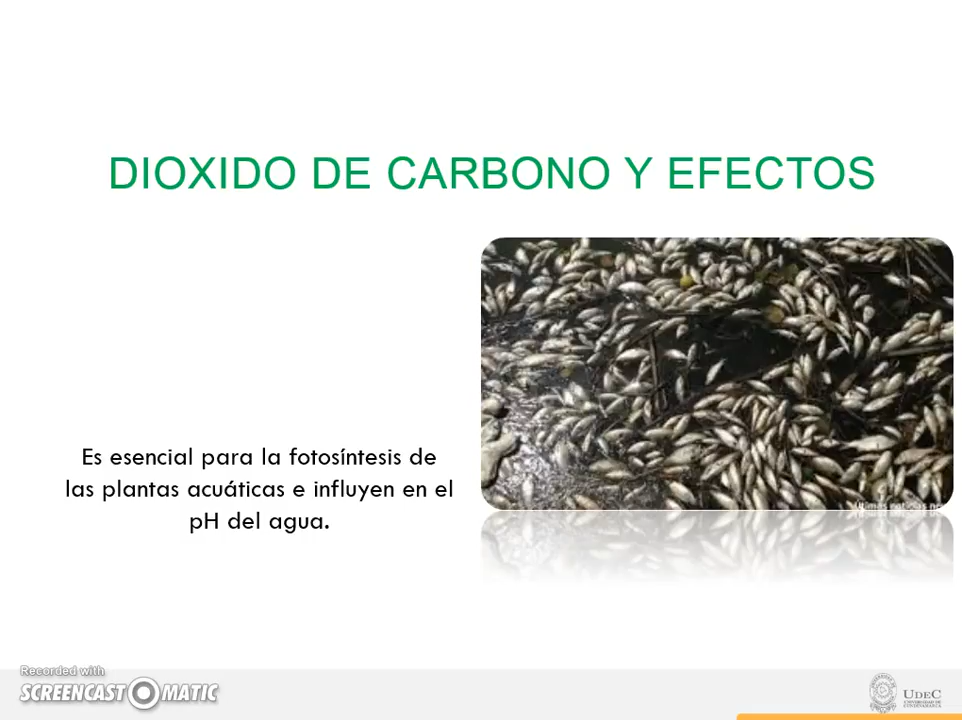 DIOXIDO DE CARBONO Y EFECTOS
Es esencial para la fotosíntesis de
las plantas acuáticas e influyen en el
pH del agua.
Recorded with
SCREENCAST MATIC
UDEC
UNIVERSIDAD DE
CUNDINAMARCA